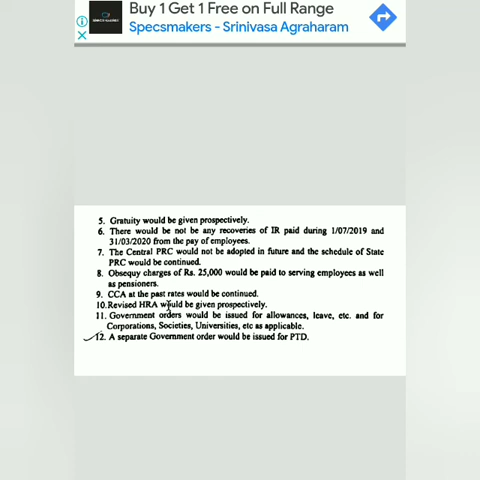 Buy 1 Get 1 Free on Full Range
Specsmakers - Srinivasa Agraharam
5. Gratuity would be given prospectively.
6. There would be not be any recoveries of IR paid during 1/07/2019 and
31/03/2020 from the pay of employees.
7. The Central PRC would not be adopted in future and the schedule of State
PRC would be continued.
8. Obsequy charges of Rs. 25,000 would be paid to serving employees as well
as pensioners.
9. CCA at the past rates would be continued.
10.Revised HRA would be given prospectively.
11. Government orders would be issued for allowances, leave, etc. and for
Corporations, Societies, Universities, etc as applicable.
12. A separate Government order would be issued for PTD.